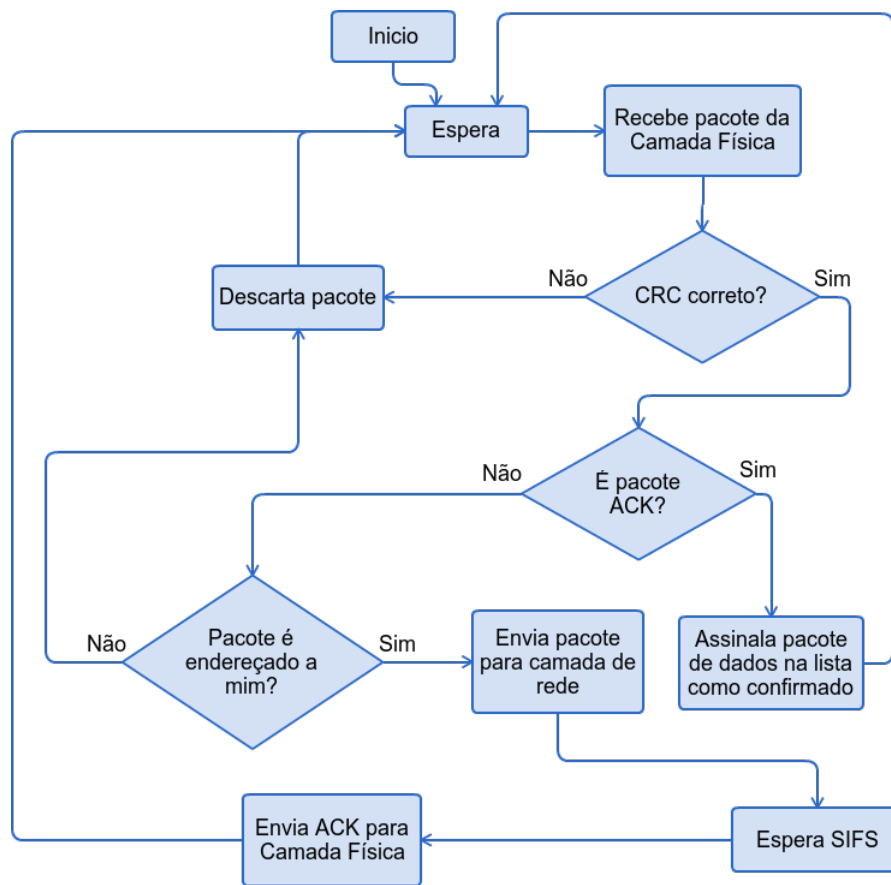 Inicio
Espera
Recebe pacote da
Camada Física
Não
Sim
Descarta pacote
CRC correto?
Não
Sim
É pacote
ACK?
Não
Sim
Pacote é
endereçado a
mim?
Envia pacote
para camada de
rede
Assinala pacote
de dados na lista
como confirmado
Envia ACK para
Camada Física
Espera SIFS